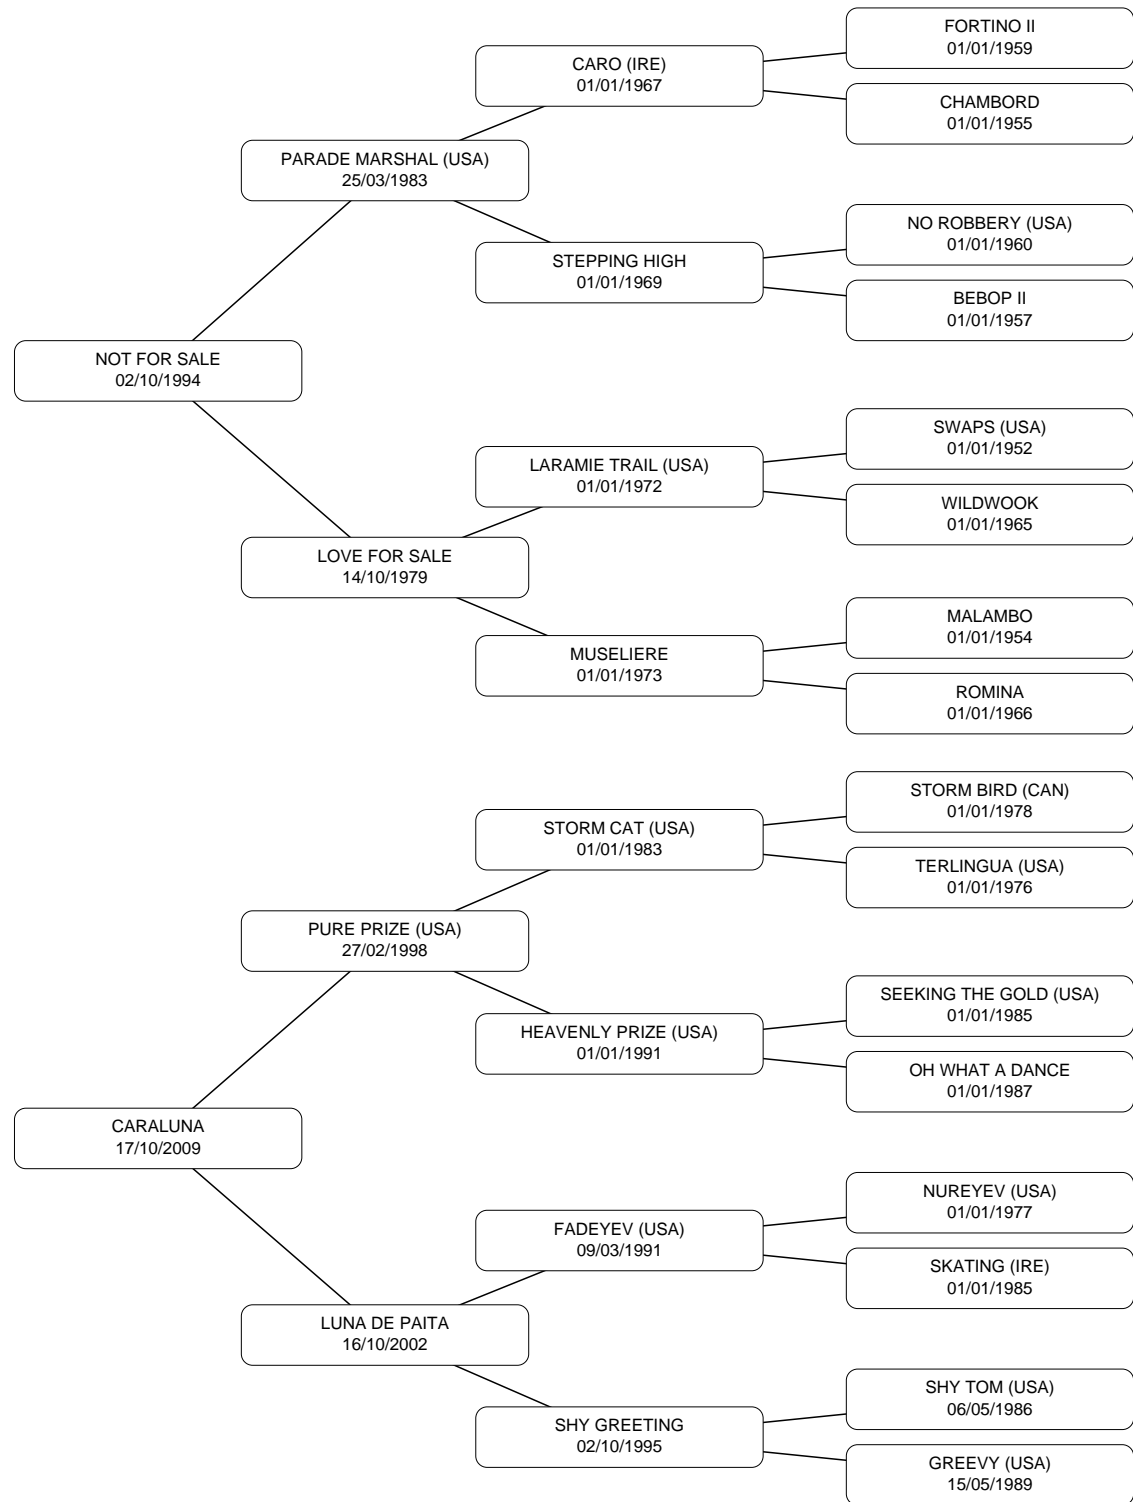 FORTINO II
01/01/1959
CARO (IRE)
01/01/1967
CHAMBORD
01/01/1955
PARADE MARSHAL (USA)
25/03/1983
NO ROBBERY (USA)
01/01/1960
STEPPING HIGH
01/01/1969
BEBOP II
01/01/1957
NOT FOR SALE
02/10/1994
SWAPS (USA)
01/01/1952
LARAMIE TRAIL (USA)
01/01/1972
WILDWOOK
01/01/1965
LOVE FOR SALE
14/10/1979
MALAMBO
01/01/1954
MUSELIERE
01/01/1973
ROMINA
01/01/1966
STORM BIRD (CAN)
01/01/1978
STORM CAT (USA)
01/01/1983
TERLINGUA (USA)
01/01/1976
PURE PRIZE (USA)
27/02/1998
SEEKING THE GOLD (USA)
01/01/1985
HEAVENLY PRIZE (USA)
01/01/1991
OH WHAT A DANCE
01/01/1987
CARALUNA
17/10/2009
NUREYEV (USA)
01/01/1977
FADEYEV (USA)
09/03/1991
SKATING (IRE)
01/01/1985
LUNA DE PAITA
16/10/2002
SHY TOM (USA)
06/05/1986
SHY GREETING
02/10/1995
GREEVY (USA)
15/05/1989